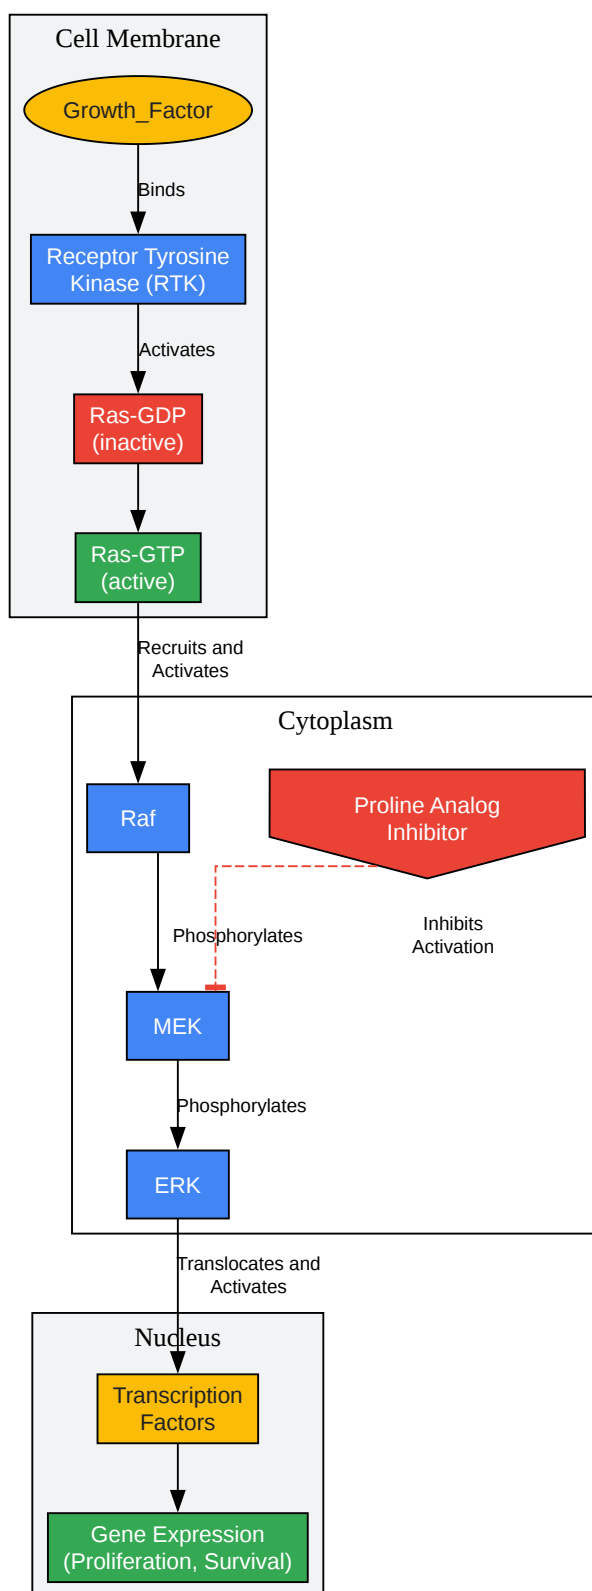 Cell Membrane
Growth_Factor
Binds
Receptor Tyrosine
Kinase (RTK)
Activates
Ras-GDP
(inactive)
Ras-GTP
(active)
Recruits and
Activates
Cytoplasm
Raf
Proline Analog
Inhibitor
Phosphorylates
Inhibits
Activation
MEK
Phosphorylates
ERK
Translocates and
Activates
Nucleus
Transcription
Factors
Gene Expression
(Proliferation, Survival)